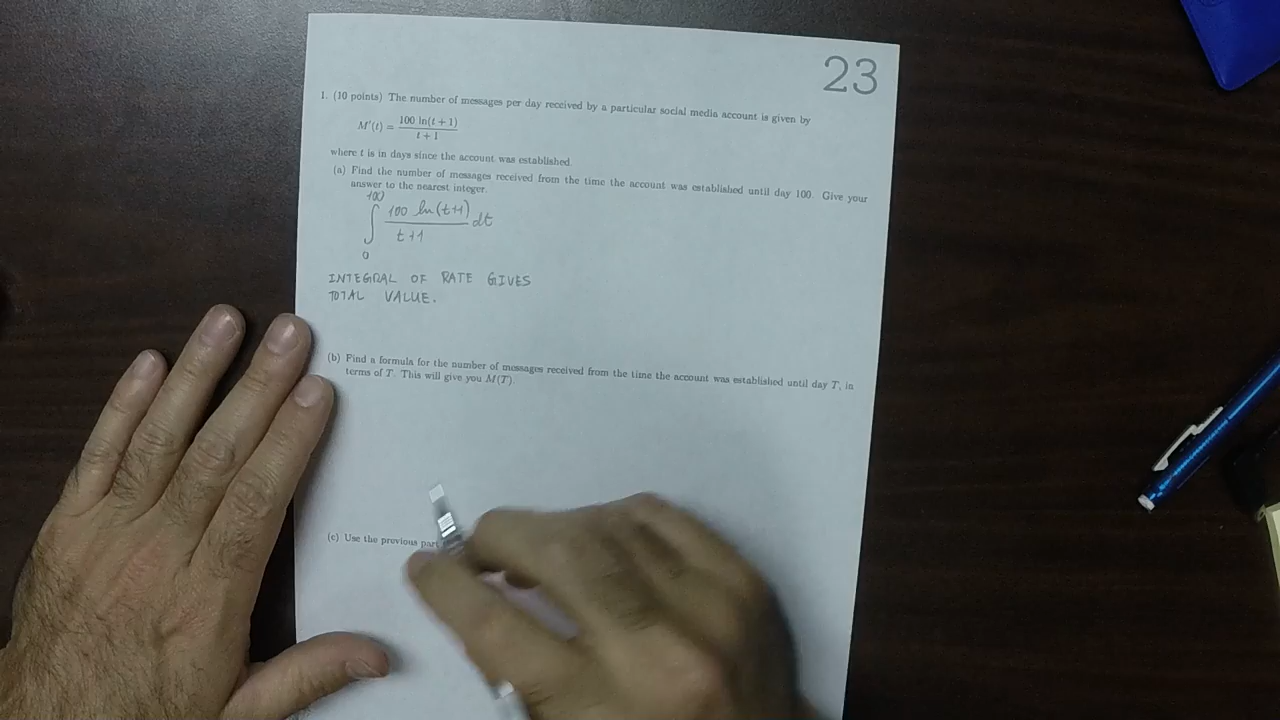 23
1. (10 points) The number of messages per day received by a particular social media account is given by
M'(t) = 100 ln(t + 1) / t + 1
where t is in days since the account was established.
(a) Find the number of messages received from the time the account was established until day 100. Give your
answer to the nearest integer.
∫₀¹⁰⁰ 100 ln(t+1) / t+1 dt
INTEGRAL OF RATE GIVES
TOTAL VALUE.
(b) Find a formula for the number of messages received from the time the account was established until day T, in
terms of T. This will give you M(T).
(c) Use the previous part